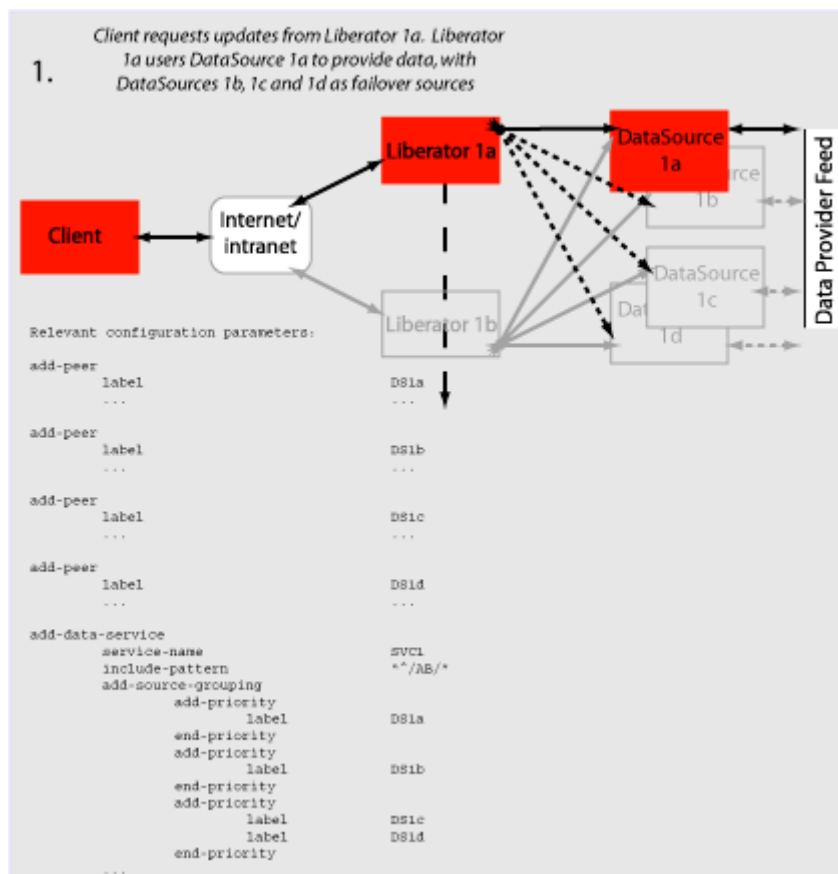 1.
Client requests updates from Liberator 1a. Liberator
1a users DataSource 1a to provide data, with
DataSources 1b, 1c and 1d as failover sources
Liberator 1a
DataSource
1a
Source
1b
Client
Internet/
intranet
Data Provider Feed
DataSource
1c
Liberator 1b
Dat
1d
Relevant configuration parameters:
add-peer
label DS1a
... ...
add-peer
label DS1b
... ...
add-peer
label DS1c
... ...
add-peer
label DS1d
... ...
add-data-service
service-name SVC1
include-pattern "^/AB/"
add-source-grouping
add-priority
label DS1a
end-priority
add-priority
label DS1b
end-priority
add-priority
label DS1c
label DS1d
end-priority
...